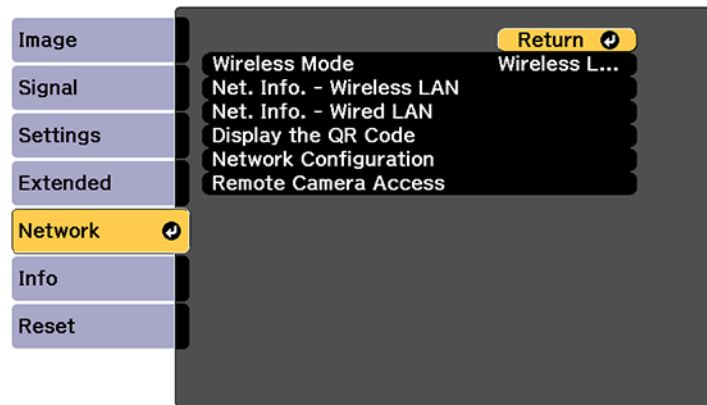 Image
Signal
Settings
Extended
Network
Info
Reset
Return
Wireless Mode Wireless L...
Net. Info. - Wireless LAN
Net. Info. - Wired LAN
Display the QR Code
Network Configuration
Remote Camera Access